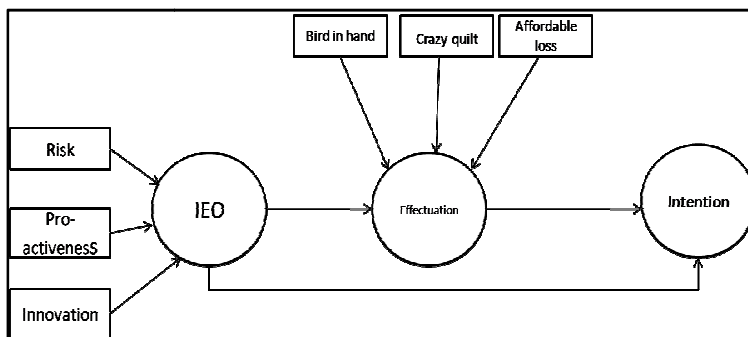 Bird in hand
Crazy quilt
Affordable
loss
Risk
IEO
Effectuation
Intention
Pro-
activenesS
Innovation